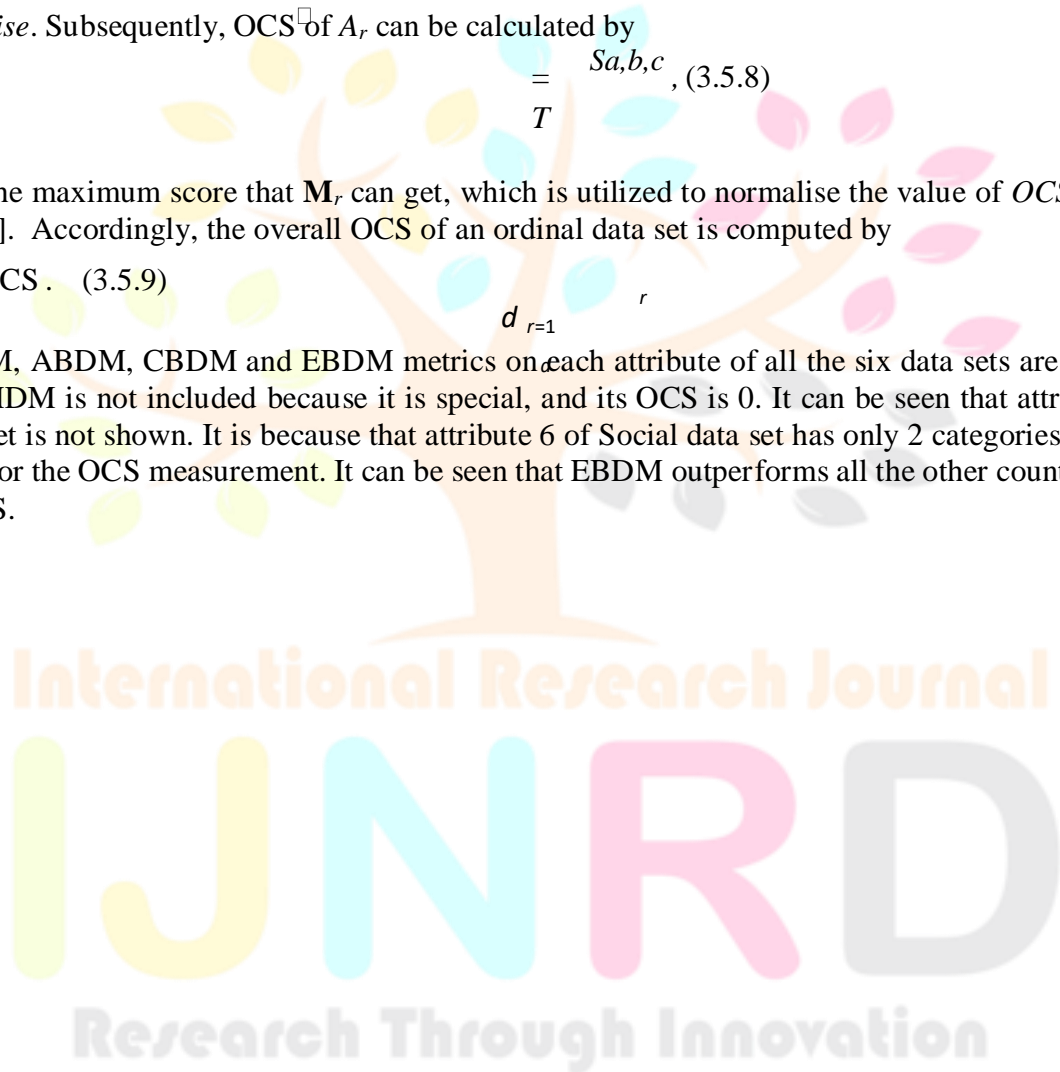 ise. Subsequently, OCS of Ar can be calculated by
= Sa,b,c , (3.5.8)
T
he maximum score that Mr can get, which is utilized to normalise the value of OCS
]. Accordingly, the overall OCS of an ordinal data set is computed by
CS . (3.5.9)
r
d r=1
M, ABDM, CBDM and EBDM metrics on each attribute of all the six data sets are
DM is not included because it is special, and its OCS is 0. It can be seen that attr
et is not shown. It is because that attribute 6 of Social data set has only 2 categories
or the OCS measurement. It can be seen that EBDM outperforms all the other count
S.
International Research Journal
IJNRD
Research Through Innovation